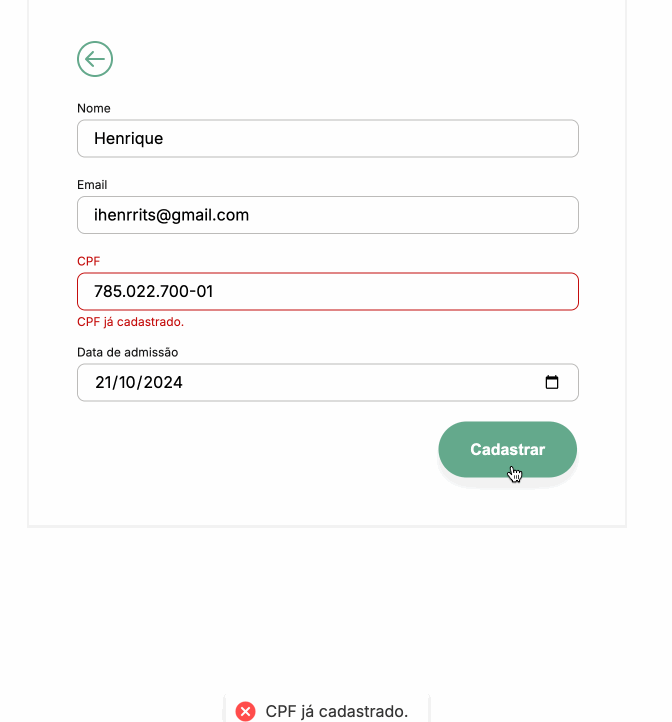 Nome
Henrique
Email
ihenrrits@gmail.com
CPF
785.022.700-01
CPF já cadastrado.
Data de admissão
21/10/2024
Cadastrar
CPF já cadastrado.